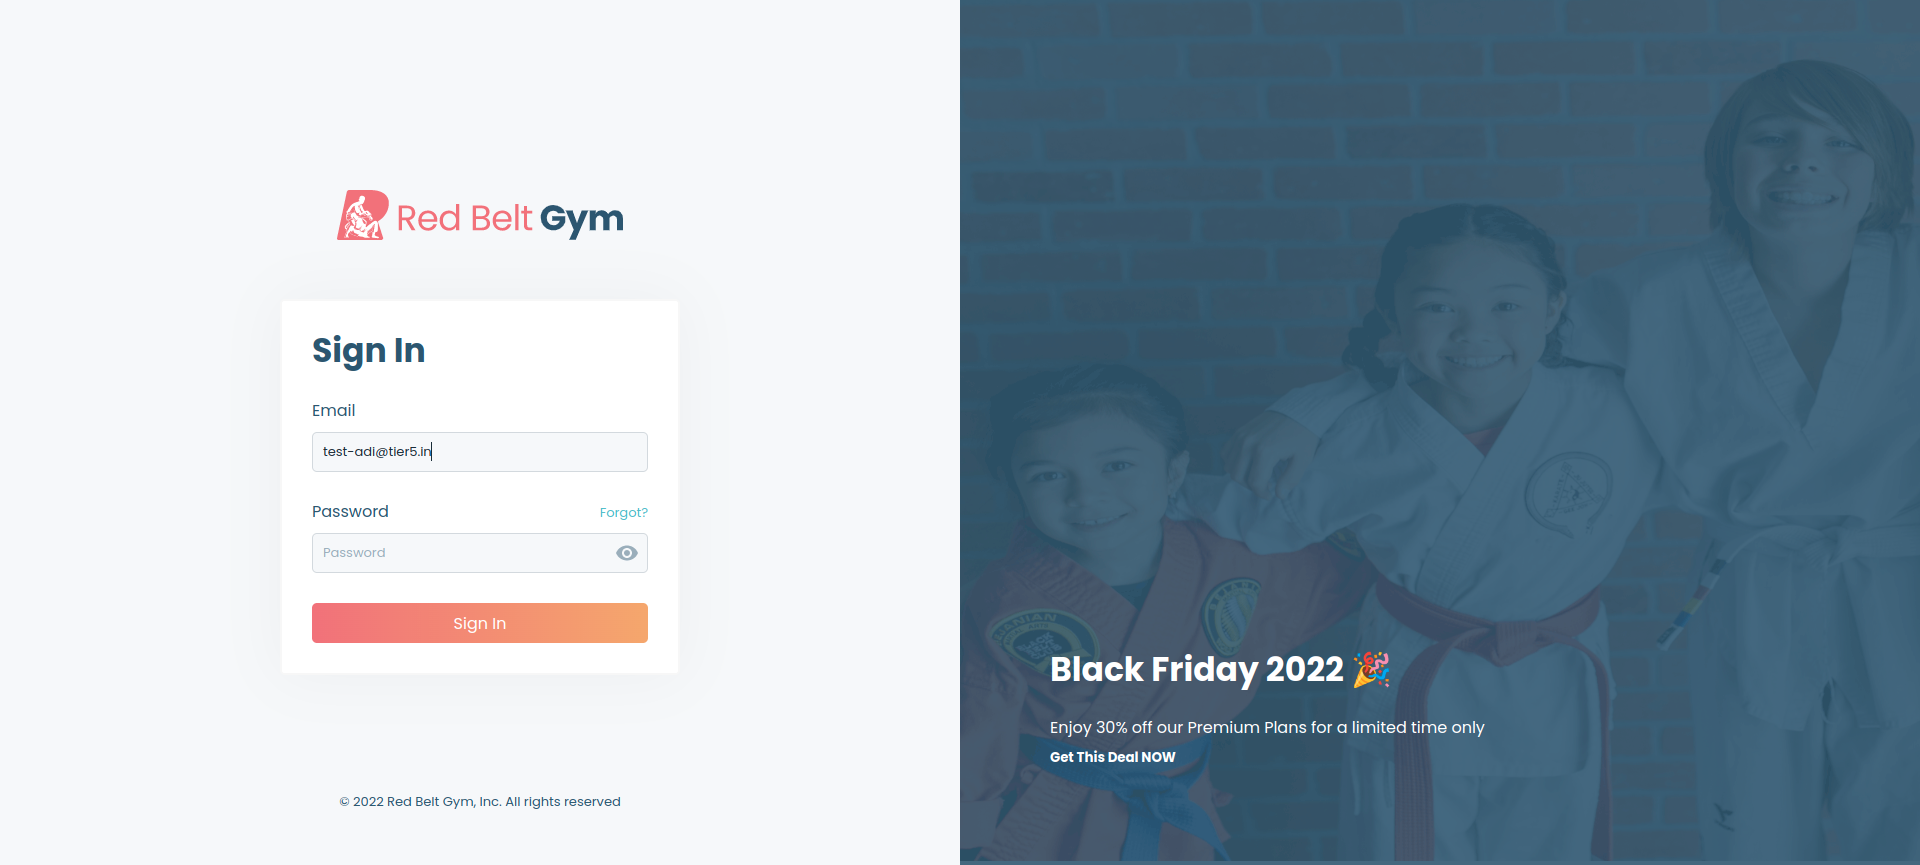 Red Belt Gym
Sign In
Email
test-adi@tier5.in
Password
Forgot?
Password
Sign In
© 2022 Red Belt Gym, Inc. All rights reserved
Black Friday 2022 🎉
Enjoy 30% off our Premium Plans for a limited time only
Get This Deal NOW